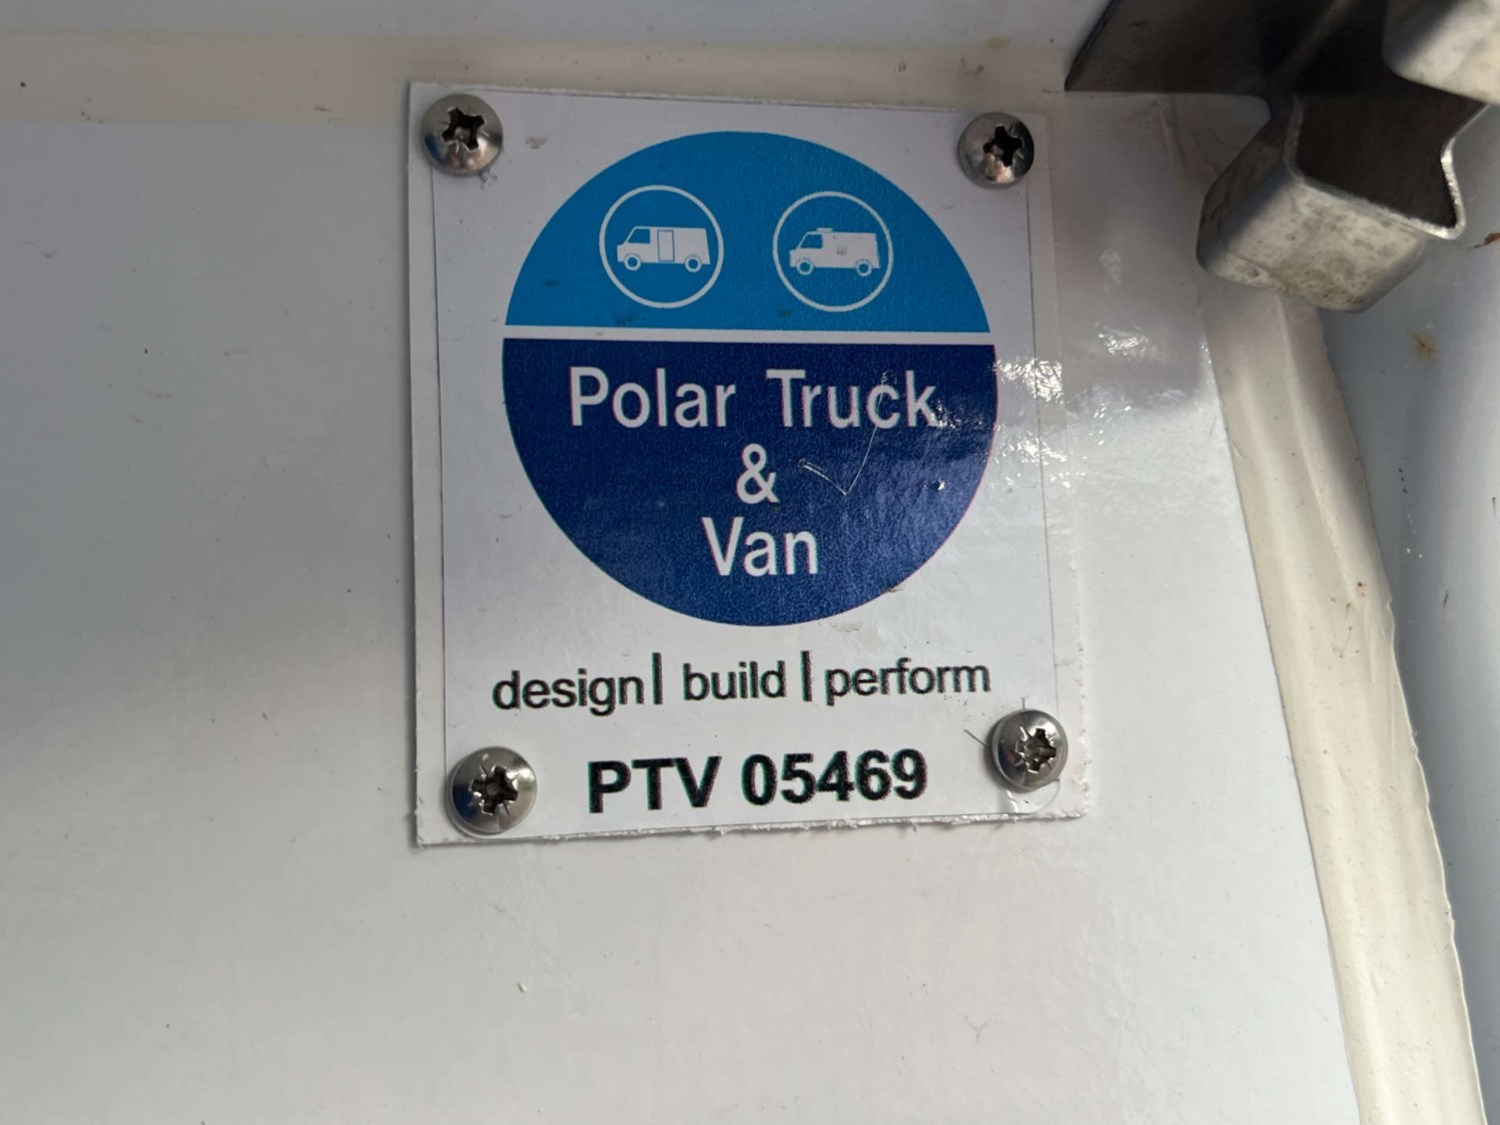 Polar Truck
&
Van
design| build| perform
PTV 05469